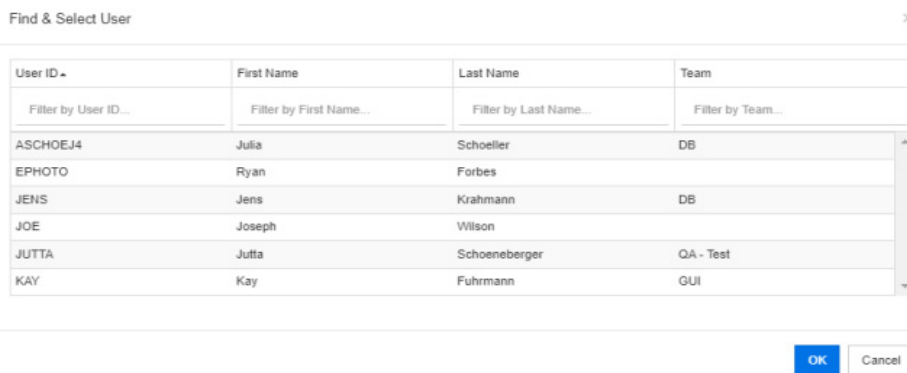 Find & Select User
User ID First Name Last Name Team
Filter by User ID... Filter by First Name... Filter by Last Name... Filter by Team...
ASCHOEJ4 Julia Schoeller DB
EPHOTO Ryan Forbes
JENS Jens Krahmann DB
JOE Joseph Wilson
JUTTA Jutta Schoeneberger QA - Test
KAY Kay Fuhrmann GUI
OK Cancel